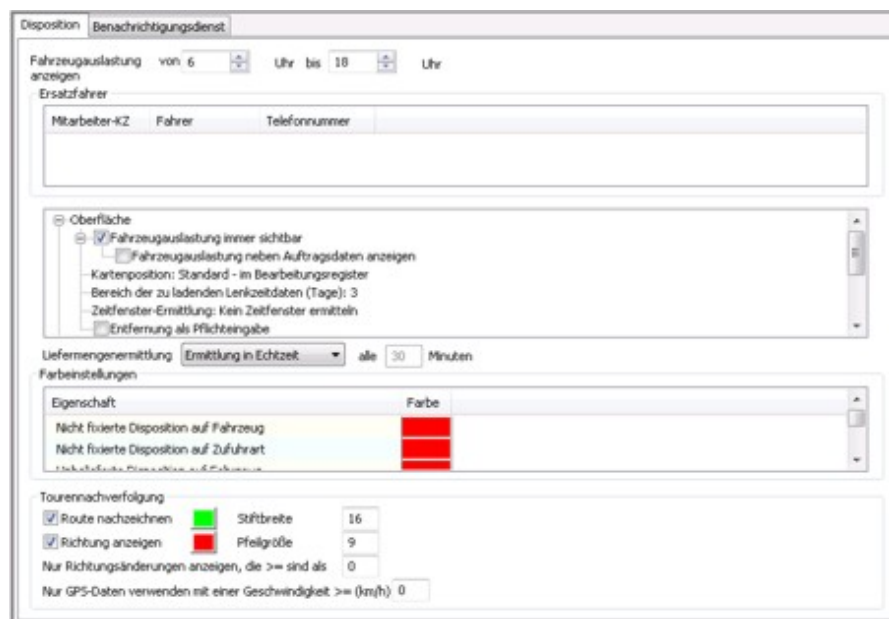 Disposition Benachrichtigungsdienst
Fahrzeugauslastung von 6 Uhr bis 18 Uhr
anzeigen
Ersatzfahrer
Mitarbeiter-KZ Fahrer Telefonnummer
Oberfläche
Fahrzeugauslastung immer sichtbar
Fahrzeugauslastung neben Auftragsdaten anzeigen
Kartenposition: Standard - im Bearbeitungsregister
Bereich der zu ladenden Lenkzeitdaten (Tage): 3
Zeitfenster-Ermittlung: Kein Zeitfenster ermitteln
Entfernung als Pflichteingabe
Liefermengenermittlung Ermittlung in Echtzeit alle 30 Minuten
Farbeinstellungen
Eigenschaft Farbe
Nicht fixierte Disposition auf Fahrzeug
Nicht fixierte Disposition auf Zufuhrart
Tourennachverfolgung
Route nachzeichnen Stiftbreite 16
Richtung anzeigen Pfeilgröße 9
Nur Richtungsänderungen anzeigen, die >= sind als 0
Nur GPS-Daten verwenden mit einer Geschwindigkeit >= (km/h) 0